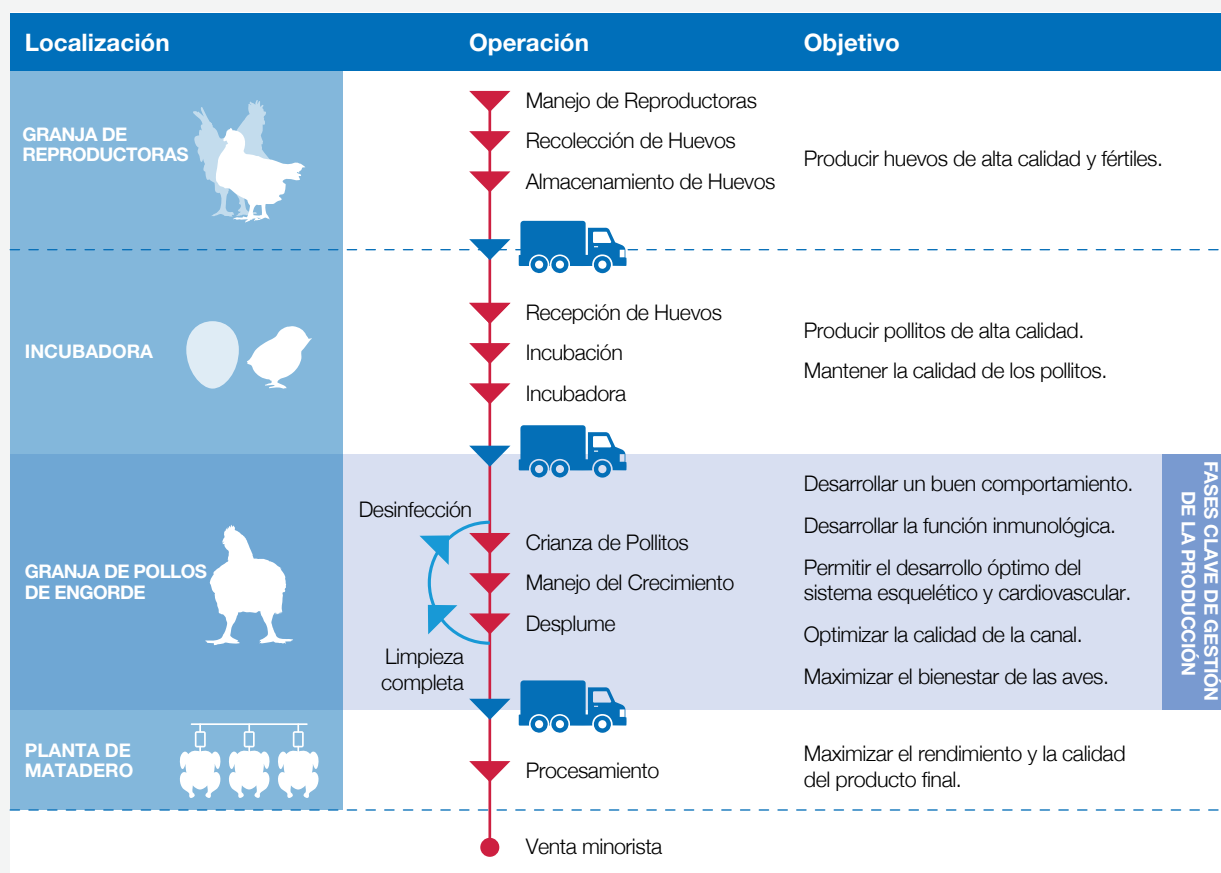 Localización
Operación
Objetivo
GRANJA DE
REPRODUCTORAS
Manejo de Reproductoras
Recolección de Huevos
Almacenamiento de Huevos
Producir huevos de alta calidad y fértiles.
INCUBADORA
Recepción de Huevos
Incubación
Incubadora
Producir pollitos de alta calidad.
Mantener la calidad de los pollitos.
GRANJA DE POLLOS
DE ENGORDE
Desinfección
Limpieza
completa
Crianza de Pollitos
Manejo del Crecimiento
Desplume
Desarrollar un buen comportamiento.
Desarrollar la función inmunológica.
Permitir el desarrollo óptimo del
sistema esquelético y cardiovascular.
Optimizar la calidad de la canal.
Maximizar el bienestar de las aves.
FASES CLAVE DE GESTIÓN
DE LA PRODUCCIÓN
PLANTA DE
MATADERO
Procesamiento
Maximizar el rendimiento y la calidad
del producto final.
Venta minorista